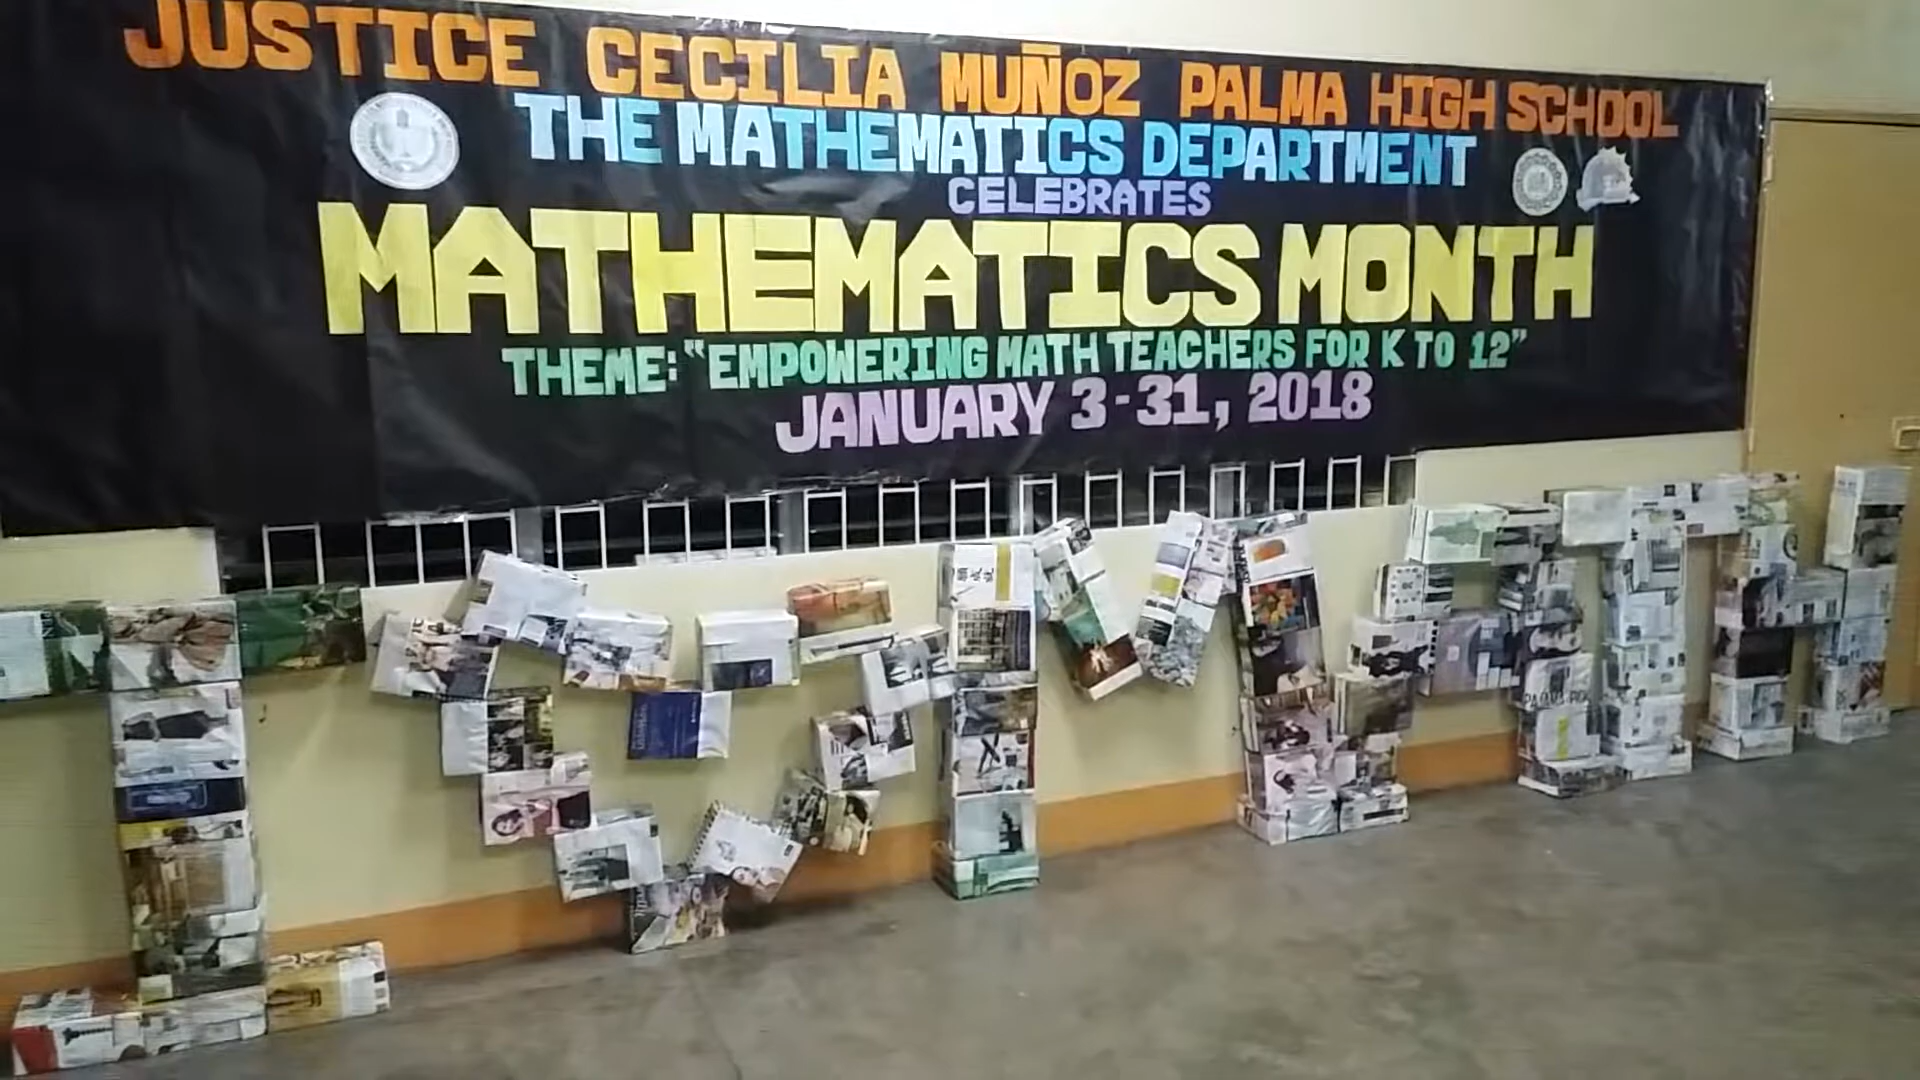 JUSTICE CECILIA MUÑOZ PALMA HIGH SCHOOL
THE MATHEMATICS DEPARTMENT
CELEBRATES
MATHEMATICS MONTH
THEME: "EMPOWERING MATH TEACHERS FOR K TO 12"
JANUARY 3-31, 2018
I
MATH